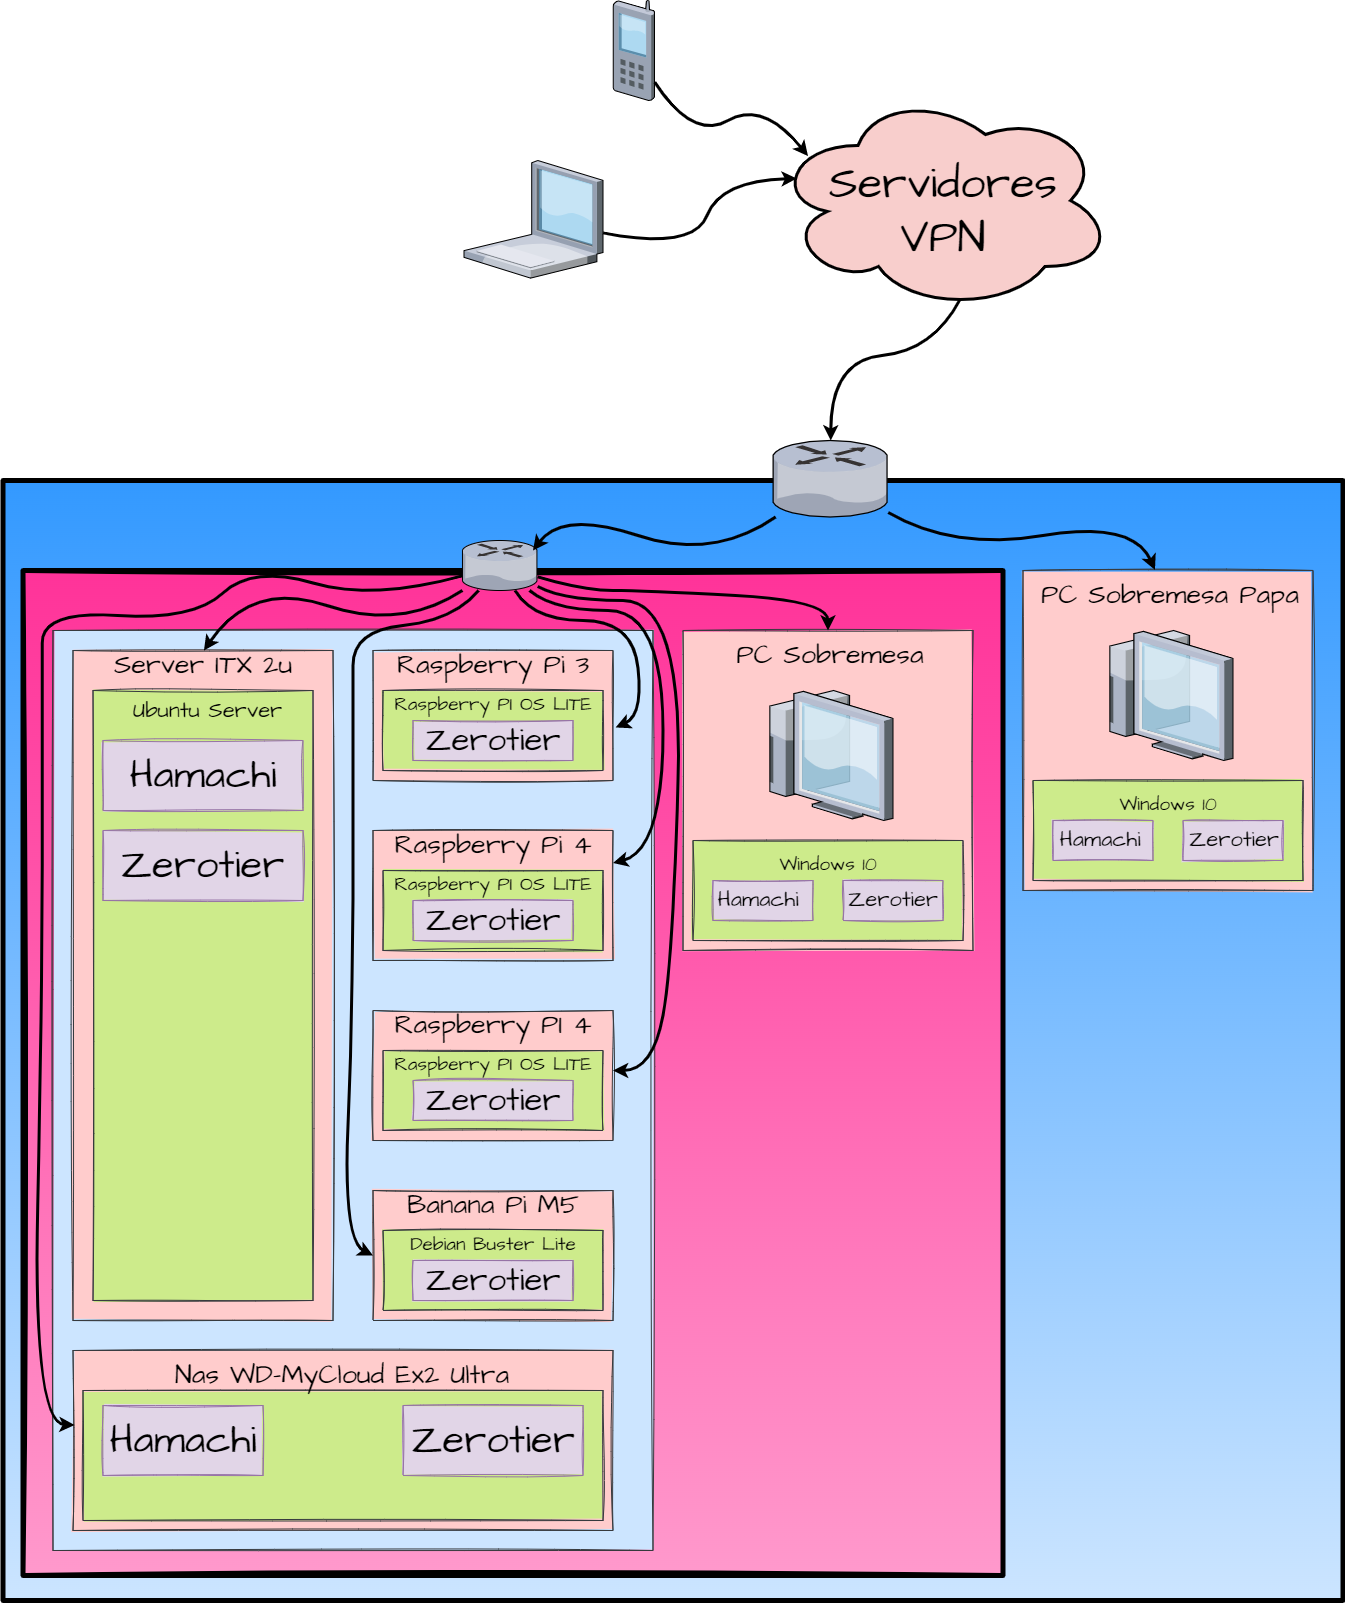 Servidores
VPN
PC Sobremesa Papa
Windows 10
Hamachi
Zerotier
PC Sobremesa
Windows 10
Hamachi
Zerotier
Server ITX 2u
Ubuntu Server
Hamachi
Zerotier
Raspberry Pi 3
Raspberry PI OS LITE
Zerotier
Raspberry Pi 4
Raspberry PI OS LITE
Zerotier
Raspberry PI 4
Raspberry PI OS LITE
Zerotier
Banana Pi M5
Debian Buster Lite
Zerotier
Nas WD-MyCloud Ex2 Ultra
Hamachi
Zerotier